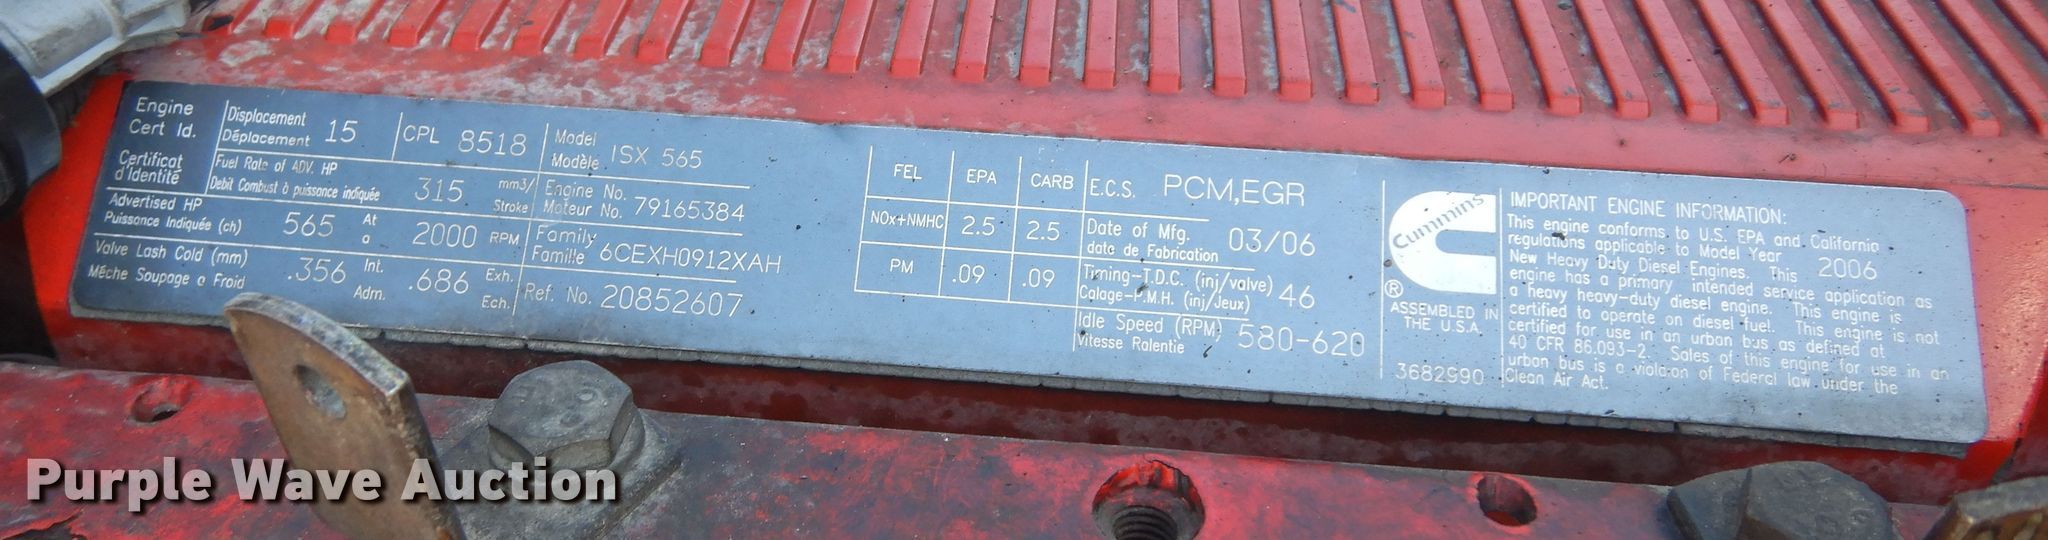 Engine
Cert Id.
Certificat
d'Identité
Displacement
Déplacement 15
CPL 8518
Model
Modèle ISX 565
Fuel Rate of ADV. HP
Debit Combust à puissance indiquée 315 mm3/
Stroke
Engine No.
Moteur No. 79165384
Advertised HP
Puissance Indiquée (ch) 565 At
a 2000 RPM
Family
Famille 6CEXH0912XAH
Valve Lash Cold (mm)
Mêche Soupape a Froid .356 Int.
Adm. .686 Exh.
Ech.
Ref. No. 20852607
FEL EPA CARB
NOx+NMHC 2.5 2.5
PM .09 .09
E.C.S. PCM,EGR
Date of Mfg.
date de Fabrication 03/06
Timing-T.D.C. (inj/valve)
Calage-P.M.H. (inj/Jeux) 46
Idle Speed (RPM)
Vitesse Ralentie 580-620
Cummins
®
ASSEMBLED IN
THE U.S.A.
3682990
IMPORTANT ENGINE INFORMATION:
This engine conforms to U.S. EPA and California
regulations applicable to Model Year 2006
New Heavy Duty Diesel Engines. This
engine has a primary intended service application as
a heavy heavy-duty diesel engine. This engine is
certified to operate on diesel fuel. This engine is not
certified for use in an urban bus as defined at
40 CFR 86.093-2. Sales of this engine for use in an
urban bus is a violation of Federal law under the
Clean Air Act.
Purple Wave Auction